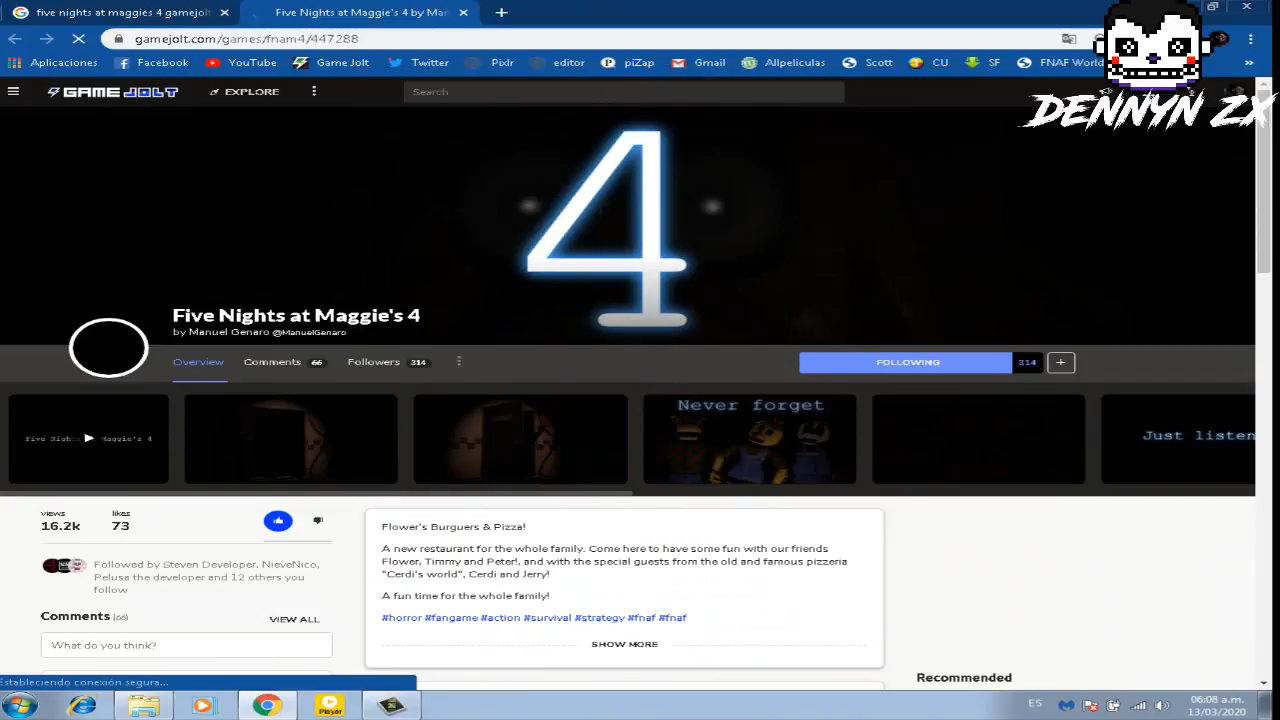 five nights at maggies 4 gamejolt
Five Nights at Maggie's 4 by Man
gamejolt.com/games/fnam4/447288
Aplicaciones
Facebook
YouTube
Game Jolt
Twitter
Pixlr
editor
piZap
Gmail
Allpeliculas
Scott
CU
SF
FNAF World
DENNYN ZX
GAME JOLT
EXPLORE
Search
4
Five Nights at Maggie's 4
by Manuel Genaro @ManuelGenaro
Overview
Comments 66
Followers 314
FOLLOWING 314
Five Nights Maggie's 4
Never forget
Just listen
views
16.2k
likes
73
Followed by Steven Developer, NieveNico,
Pelusa the developer and 12 others you
follow
Comments (66)
VIEW ALL
What do you think?
Flower's Burguers & Pizza!
A new restaurant for the whole family. Come here to have some fun with our friends
Flower, Timmy and Peter!, and with the special guests from the old and famous pizzeria
"Cerdi's world", Cerdi and Jerry!
A fun time for the whole family!
#horror #fangame #action #survival #strategy #fnaf #fnaf
SHOW MORE
Recommended
Estableciendo conexión segura...
Player
ES
06:08 a.m.
13/03/2020